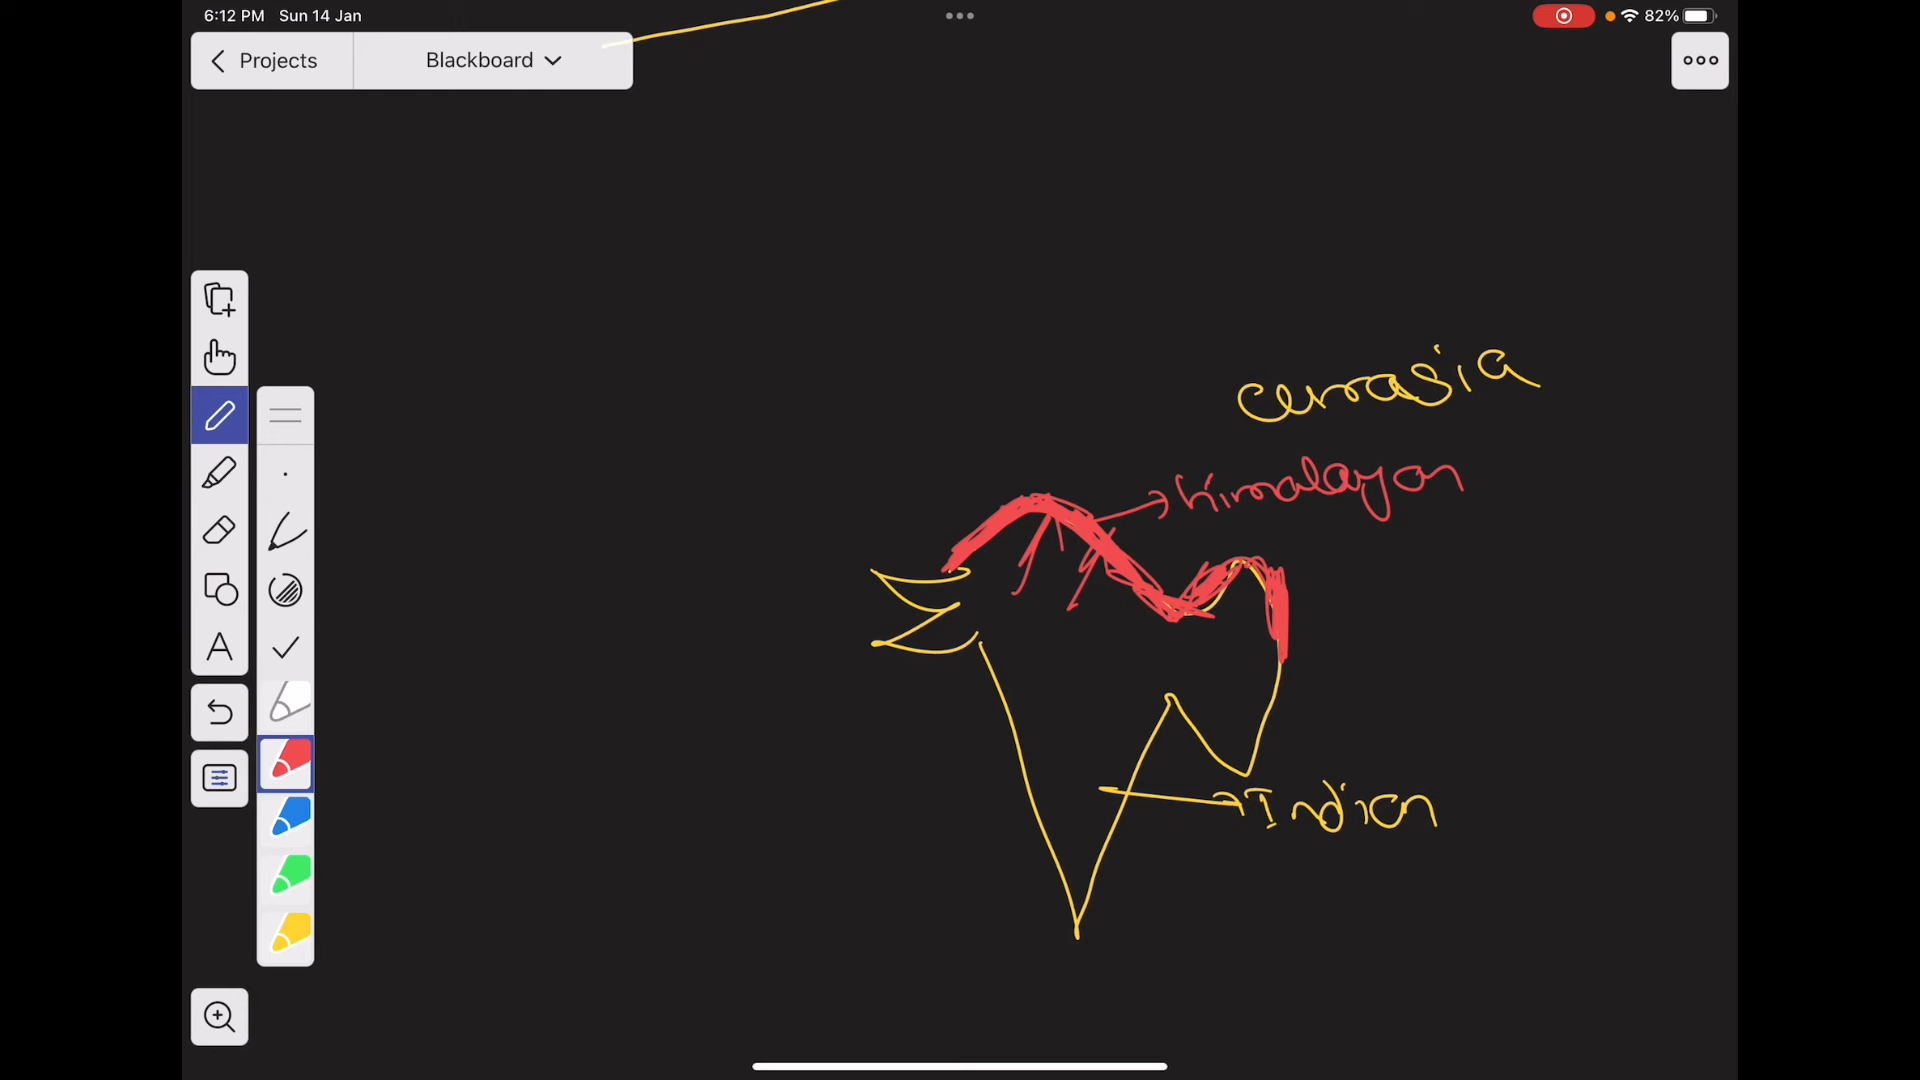 6:12 PM Sun 14 Jan
82%
Projects
Blackboard
eurasia
Himalayan
A
Indian